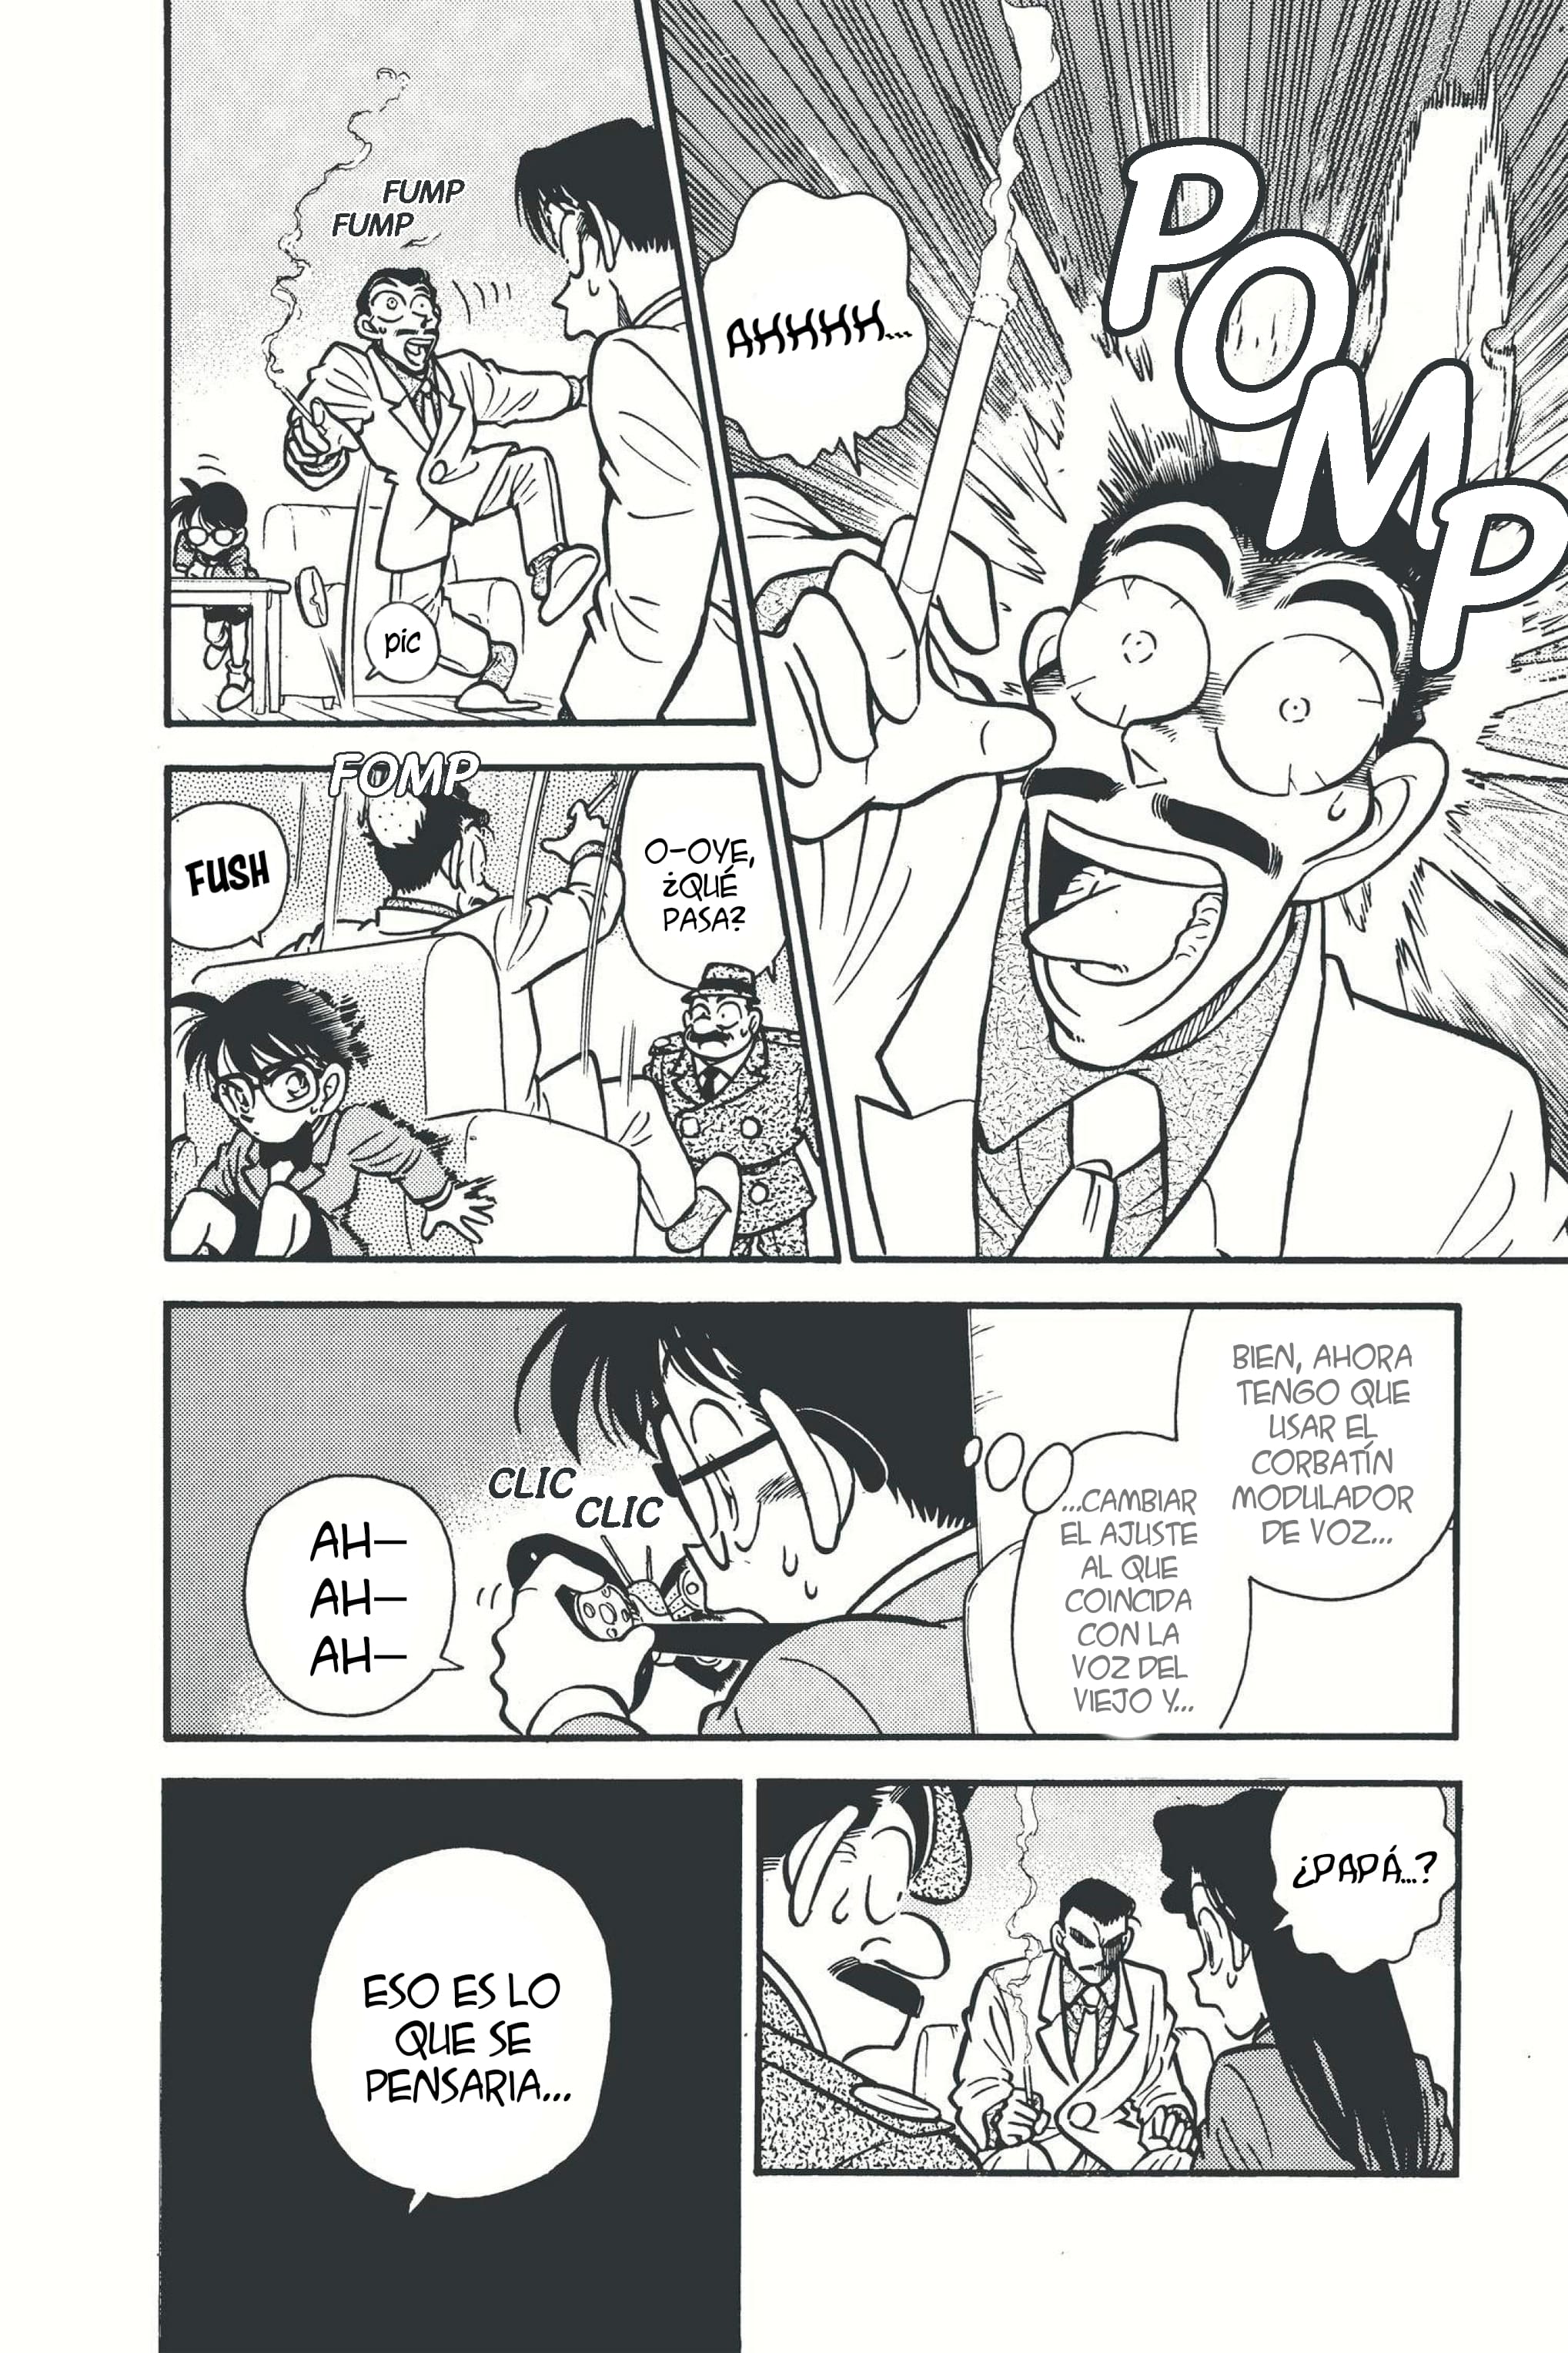 POMP
AHHHH...
FUMP
FUMP
pic
FOMP
O-OYE,
¿QUÉ
PASA?
FUSH
BIEN, AHORA
TENGO QUE
USAR EL
CORBATÍN
MODULADOR
DE VOZ...
...CAMBIAR
EL AJUSTE
AL QUE
COINCIDA
CON LA
VOZ DEL
VIEJO Y...
CLIC
CLIC
AH—
AH—
AH—
¿PAPÁ...?
ESO ES LO
QUE SE
PENSARIA...